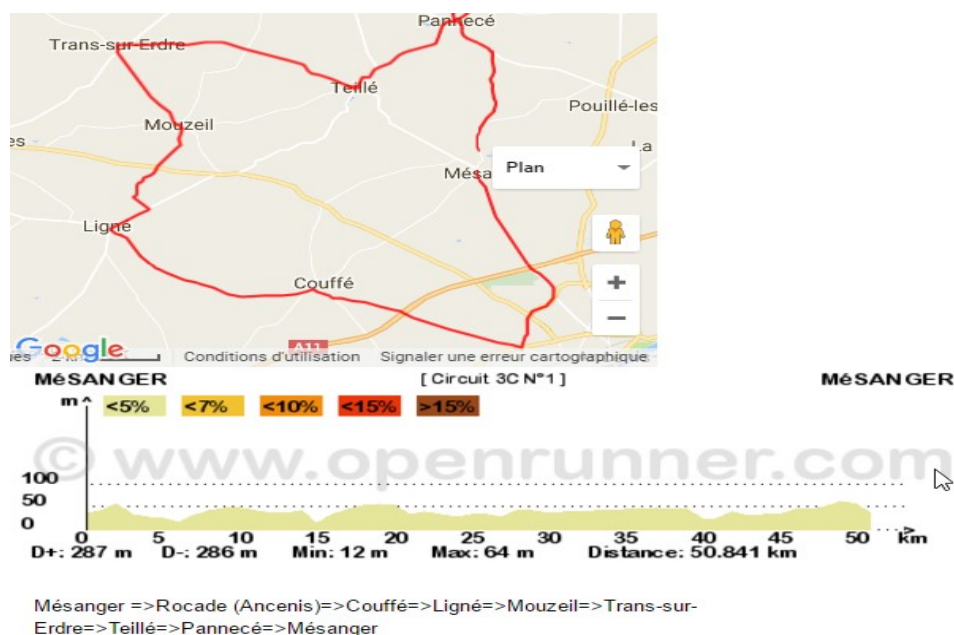 Pannecé
Trans-sur-Erdre
Teillé
Pouillé-les
Mouzeil
es
La
Mésa
Plan
Ligné
Couffé
A11
Google
Conditions d'utilisation Signaler une erreur cartographique
MéSANGER [ Circuit 3C N°1 ] MéSANGER
m ^ <5% <7% <10% <15% >15%
© www.openrunner.com
100
50
0
0 5 10 15 20 25 30 35 40 45 50 km
D+: 287 m D-: 286 m Min: 12 m Max: 64 m Distance: 50.841 km
Mésanger =>Rocade (Ancenis)=>Couffé=>Ligné=>Mouzeil=>Trans-sur-
Erdre=>Teillé=>Pannecé=>Mésanger